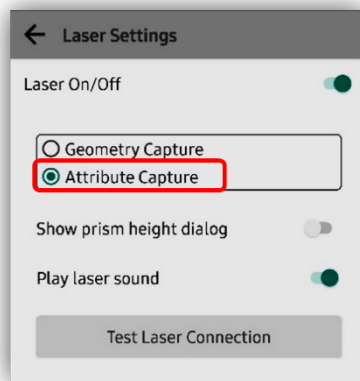 Laser Settings
Laser On/Off
Geometry Capture
Attribute Capture
Show prism height dialog
Play laser sound
Test Laser Connection